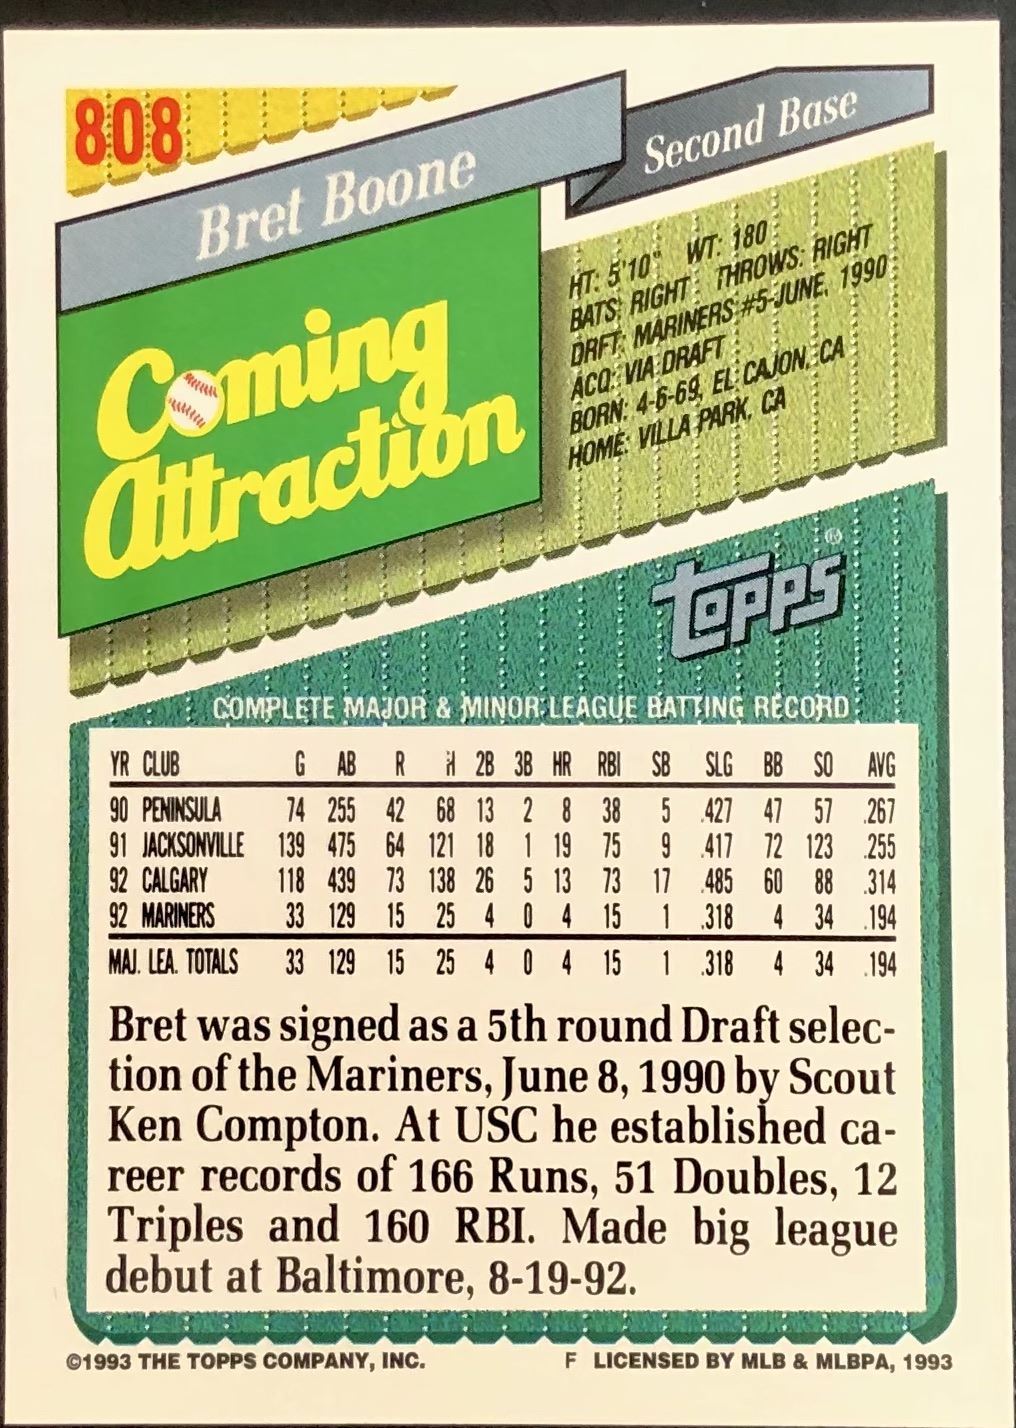 808
Bret Boone
Second Base
Coming
Attraction
HT: 5'10" WT: 180
BATS: RIGHT THROWS: RIGHT
DRFT: MARINERS #5-JUNE, 1990
ACQ: VIA DRAFT
BORN: 4-6-69, EL CAJON, CA
HOME: VILLA PARK, CA
Topps®
COMPLETE MAJOR & MINOR LEAGUE BATTING RECORD
YR CLUB G AB R H 2B 3B HR RBI SB SLG BB SO AVG
90 PENINSULA 74 255 42 68 13 2 8 38 5 .427 47 57 .267
91 JACKSONVILLE 139 475 64 121 18 1 19 75 9 .417 72 123 .255
92 CALGARY 118 439 73 138 26 5 13 73 17 .485 60 88 .314
92 MARINERS 33 129 15 25 4 0 4 15 1 .318 4 34 .194
MAJ. LEA. TOTALS 33 129 15 25 4 0 4 15 1 .318 4 34 .194
Bret was signed as a 5th round Draft selec-
tion of the Mariners, June 8, 1990 by Scout
Ken Compton. At USC he established ca-
reer records of 166 Runs, 51 Doubles, 12
Triples and 160 RBI. Made big league
debut at Baltimore, 8-19-92.
©1993 THE TOPPS COMPANY, INC. F LICENSED BY MLB & MLBPA, 1993